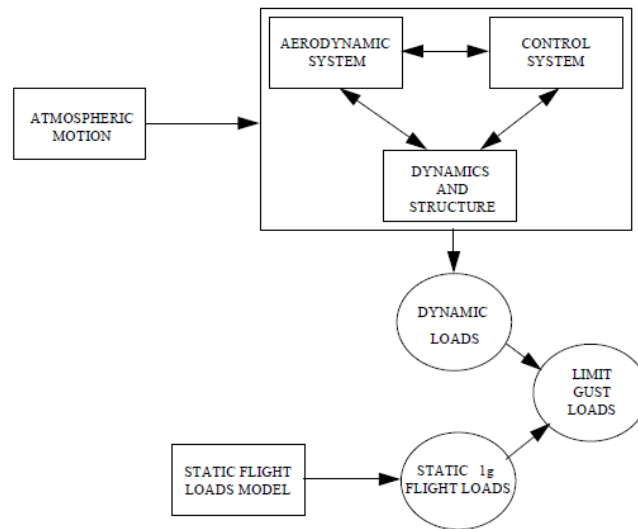 AERODYNAMIC
SYSTEM
CONTROL
SYSTEM
ATMOSPHERIC
MOTION
DYNAMICS
AND
STRUCTURE
DYNAMIC
LOADS
LIMIT
GUST
LOADS
STATIC FLIGHT
LOADS MODEL
STATIC 1g
FLIGHT LOADS